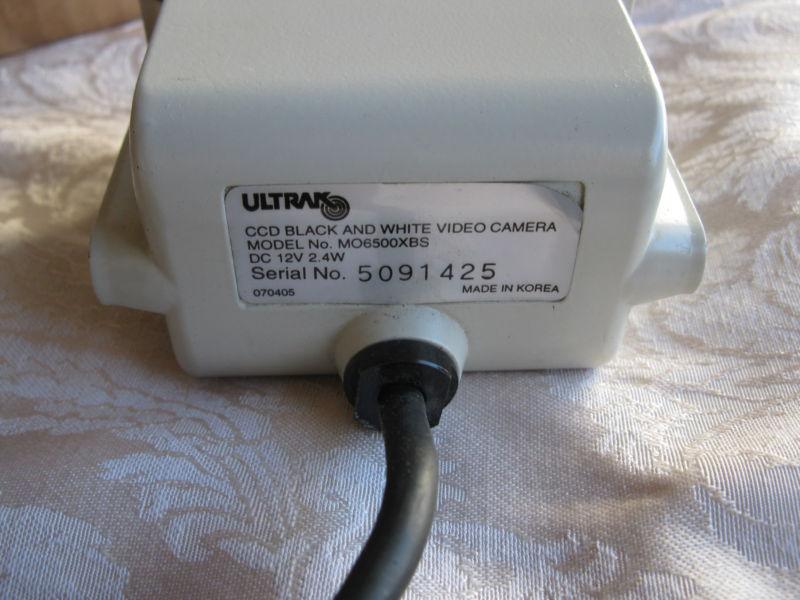 ULTRAK
CCD BLACK AND WHITE VIDEO CAMERA
MODEL No. MO6500XBS
DC 12V 2.4W
Serial No. 5091425
070405 MADE IN KOREA